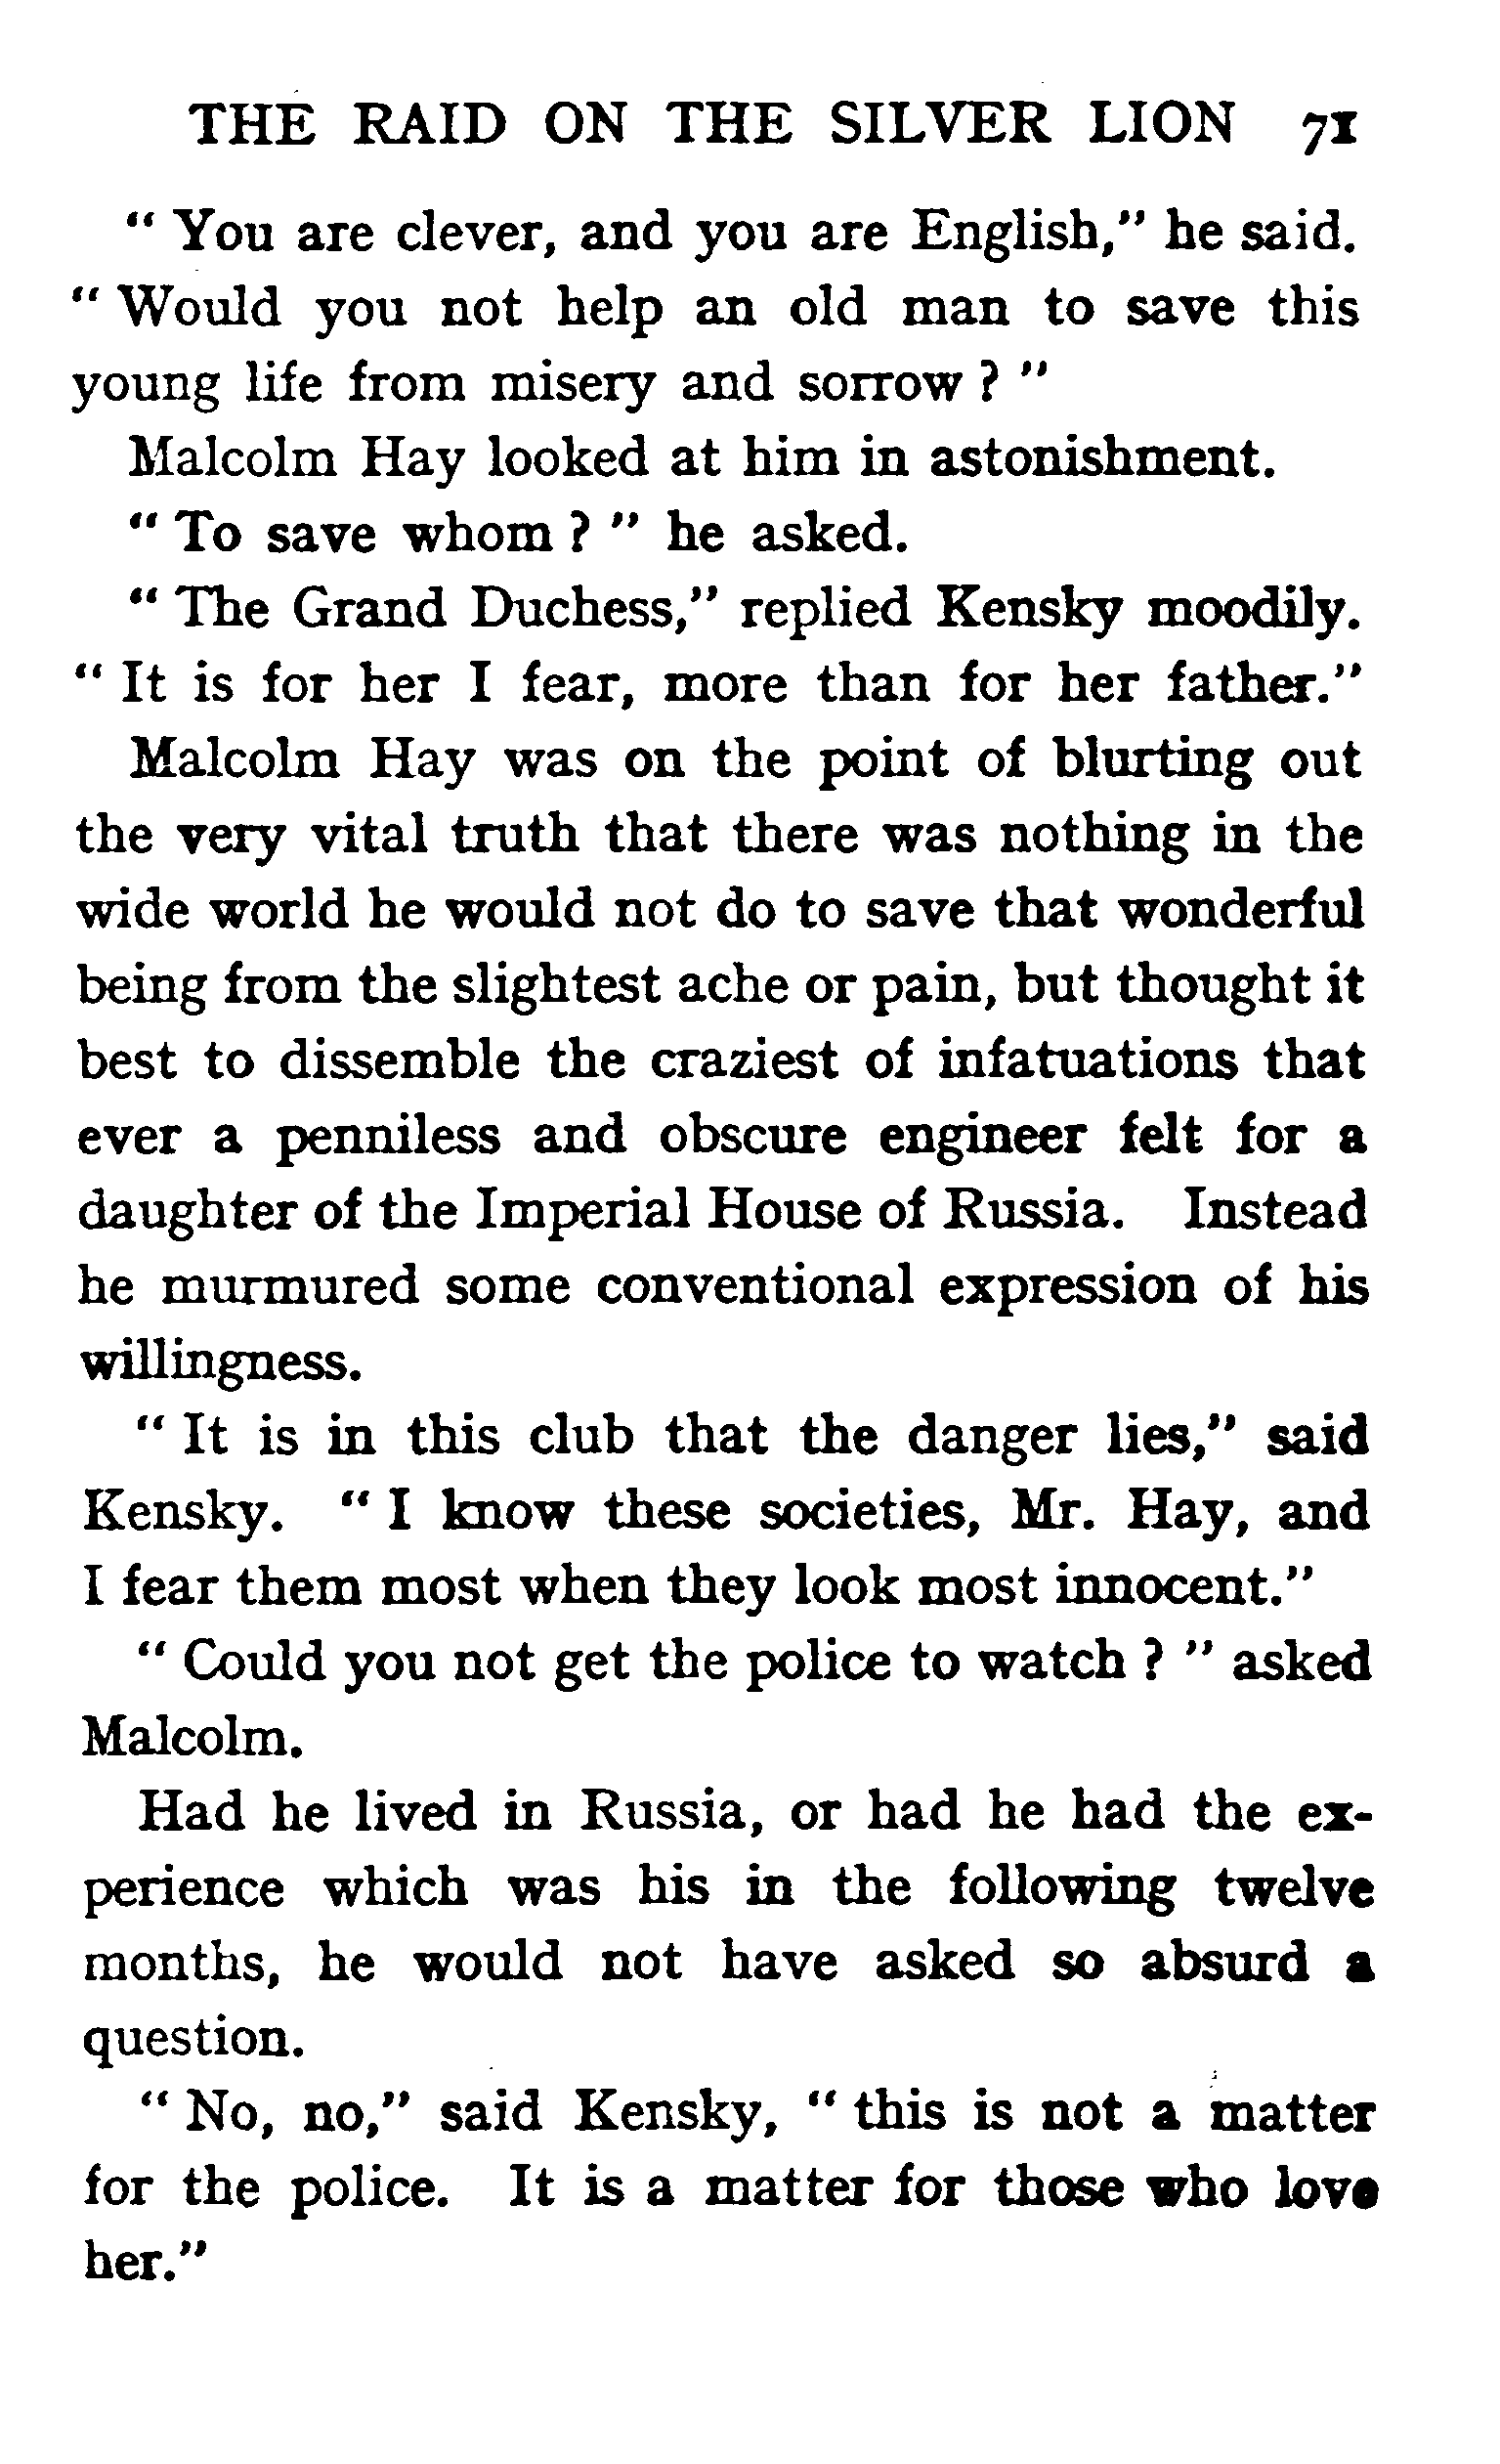 THE RAID ON THE SILVER LION 71
" You are clever, and you are English," he said.
" Would you not help an old man to save this
young life from misery and sorrow ? "
Malcolm Hay looked at him in astonishment.
" To save whom ? " he asked.
" The Grand Duchess," replied Kensky moodily.
" It is for her I fear, more than for her father."
Malcolm Hay was on the point of blurting out
the very vital truth that there was nothing in the
wide world he would not do to save that wonderful
being from the slightest ache or pain, but thought it
best to dissemble the craziest of infatuations that
ever a penniless and obscure engineer felt for a
daughter of the Imperial House of Russia. Instead
he murmured some conventional expression of his
willingness.
" It is in this club that the danger lies," said
Kensky. " I know these societies, Mr. Hay, and
I fear them most when they look most innocent."
" Could you not get the police to watch ? " asked
Malcolm.
Had he lived in Russia, or had he had the ex-
perience which was his in the following twelve
months, he would not have asked so absurd a
question.
" No, no," said Kensky, " this is not a matter
for the police. It is a matter for those who love
her."